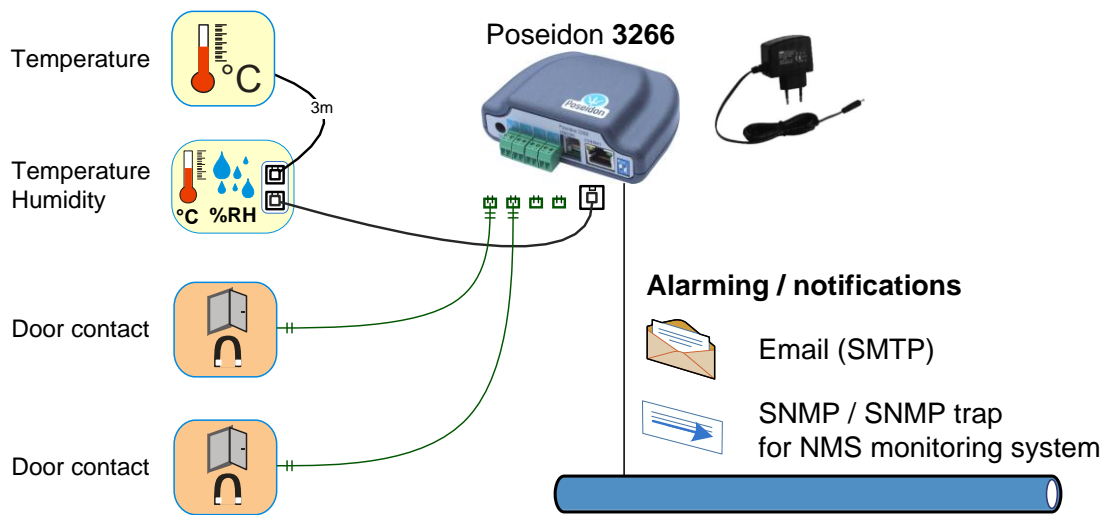 Poseidon 3266
Temperature
°C
3m
Poseidon
Temperature
Humidity
°C %RH
Alarming / notifications
Door contact
Email (SMTP)
SNMP / SNMP trap
for NMS monitoring system
Door contact